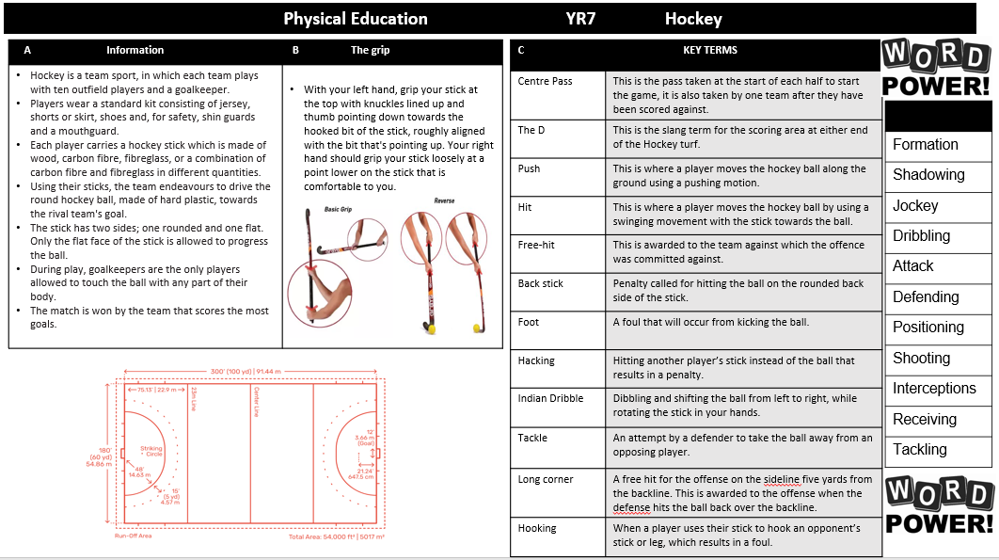 Physical Education YR7 Hockey
A Information
• Hockey is a team sport, in which each team plays
with ten outfield players and a goalkeeper.
• Players wear a standard kit consisting of jersey,
shorts or skirt, shoes and, for safety, shin guards
and a mouthguard.
• Each player carries a hockey stick which is made of
wood, carbon fibre, fibreglass, or a combination of
carbon fibre and fibreglass in different quantities.
• Using their sticks, the team endeavours to drive the
round hockey ball, made of hard plastic, towards
the rival team's goal.
• The stick has two sides; one rounded and one flat.
Only the flat face of the stick is allowed to progress
the ball.
• During play, goalkeepers are the only players
allowed to touch the ball with any part of their
body.
• The match is won by the team that scores the most
goals.
B The grip
• With your left hand, grip your stick at
the top with knuckles lined up and
thumb pointing down towards the
hooked bit of the stick, roughly aligned
with the bit that's pointing up. Your right
hand should grip your stick loosely at a
point lower on the stick that is
comfortable to you.
Basic Grip
Reverse
300' (100 yd) | 91.44 m
75.13' | 22.9 m
23m Line
Center Line
180'
(60 yd)
54.86 m
Striking
Circle
48'
14.63 m
15'
(5 yd)
4.57 m
12'
3.66 m
(Goal)
21.24'
647.5 cm
Run-Off Area
Total Area: 54,000 ft² | 5017 m²
C KEY TERMS
Centre Pass
This is the pass taken at the start of each half to start
the game, it is also taken by one team after they have
been scored against.
The D
This is the slang term for the scoring area at either end
of the Hockey turf.
Push
This is where a player moves the hockey ball along the
ground using a pushing motion.
Hit
This is where a player moves the hockey ball by using a
swinging movement with the stick towards the ball.
Free-hit
This is awarded to the team against which the offence
was committed against.
Back stick
Penalty called for hitting the ball on the rounded back
side of the stick.
Foot
A foul that will occur from kicking the ball.
Hacking
Hitting another player's stick instead of the ball that
results in a penalty.
Indian Dribble
Dibbling and shifting the ball from left to right, while
rotating the stick in your hands.
Tackle
An attempt by a defender to take the ball away from an
opposing player.
Long corner
A free hit for the offense on the sideline five yards from
the backline. This is awarded to the offense when the
defense hits the ball back over the backline.
Hooking
When a player uses their stick to hook an opponent's
stick or leg, which results in a foul.
WORD
POWER!
Formation
Shadowing
Jockey
Dribbling
Attack
Defending
Positioning
Shooting
Interceptions
Receiving
Tackling
WORD
POWER!